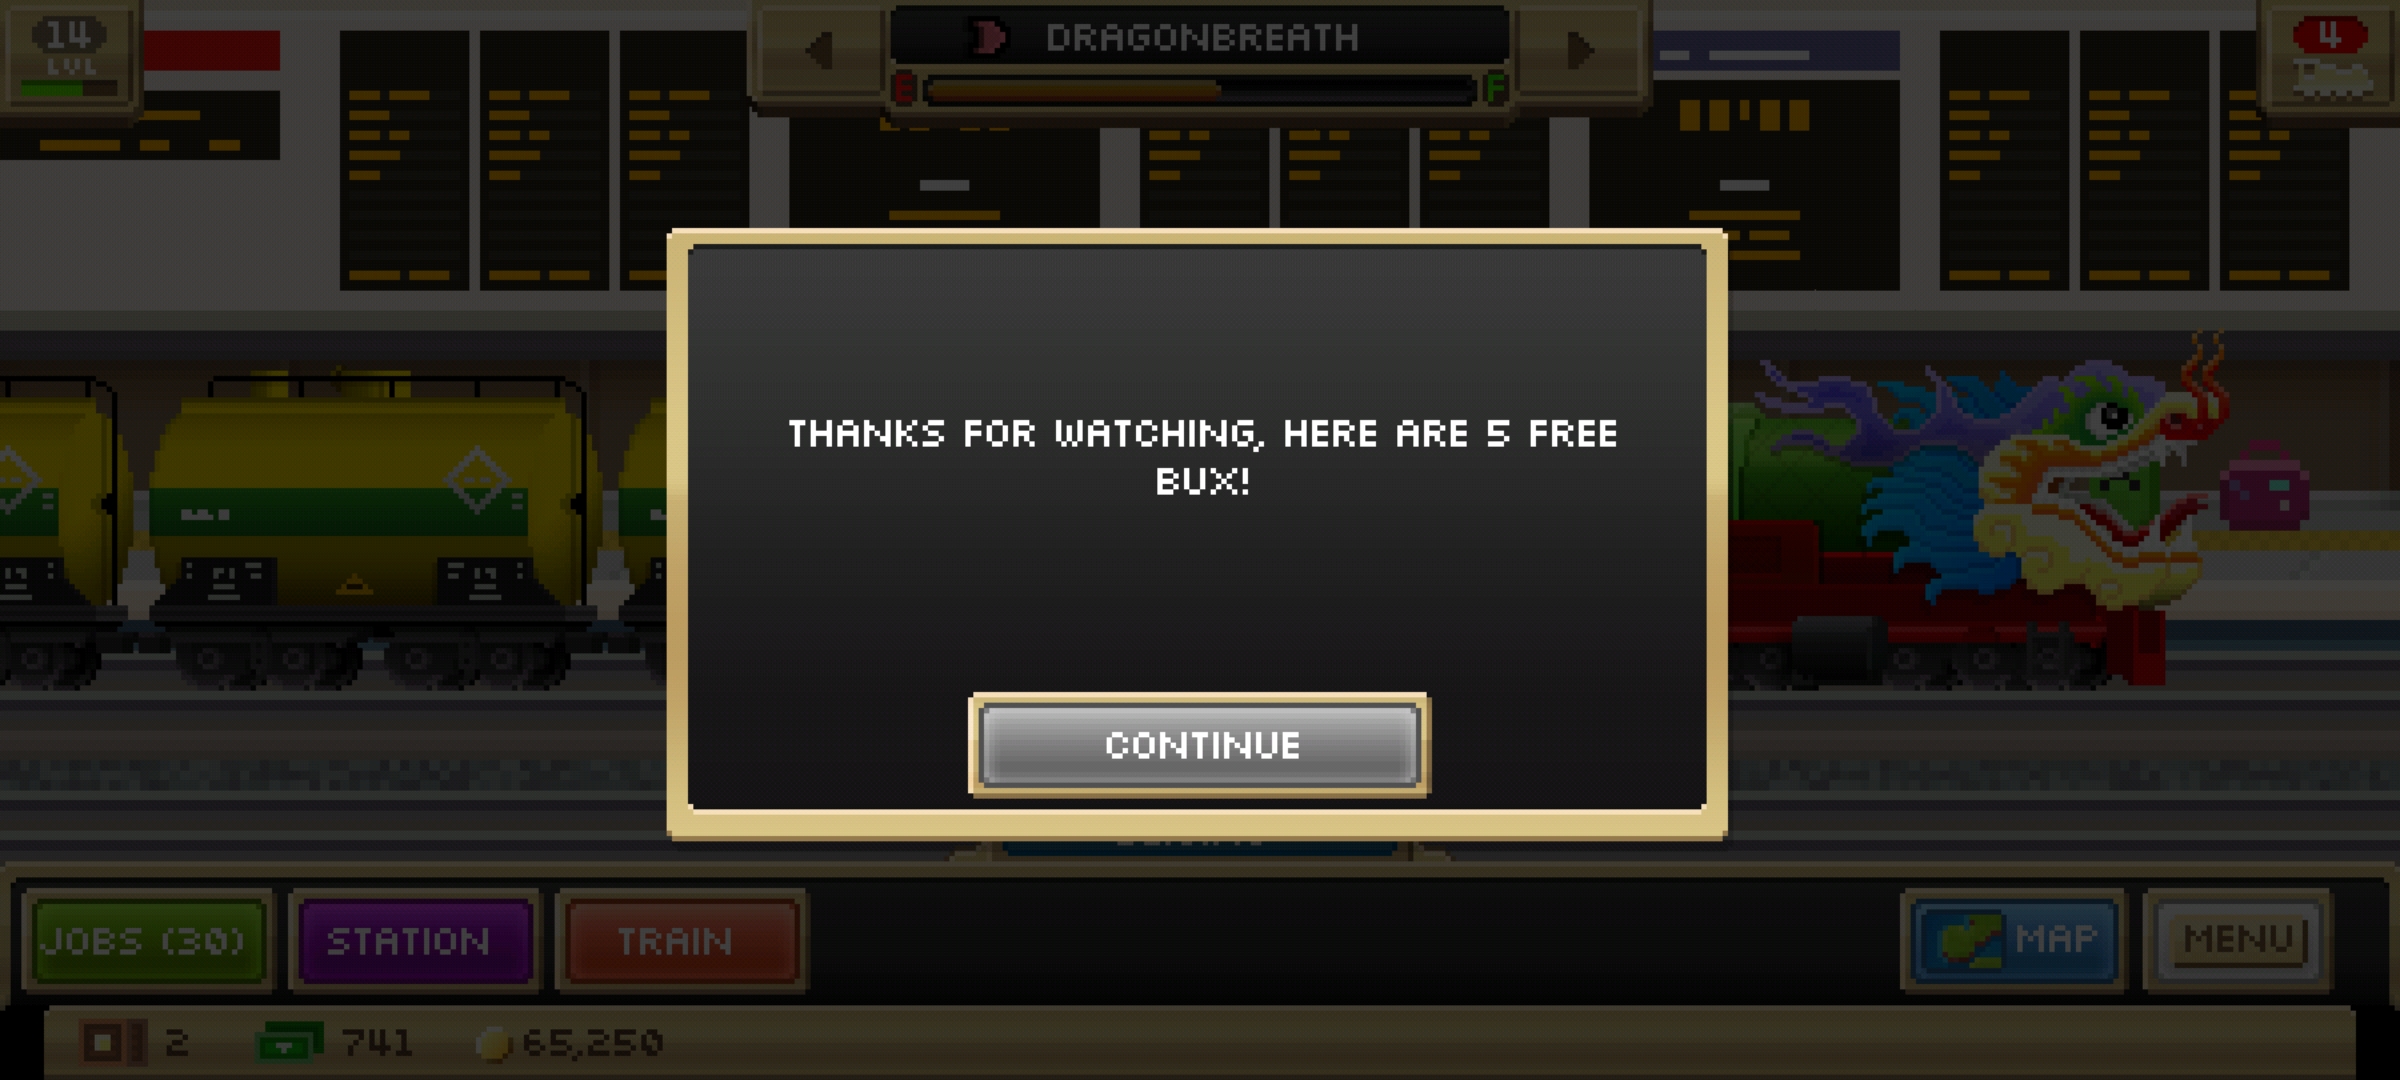 14
LVL
DRAGONBREATH
4
E
F
THANKS FOR WATCHING, HERE ARE 5 FREE
BUX!
CONTINUE
JOBS (30)
STATION
TRAIN
MAP
MENU
2
741
65,250